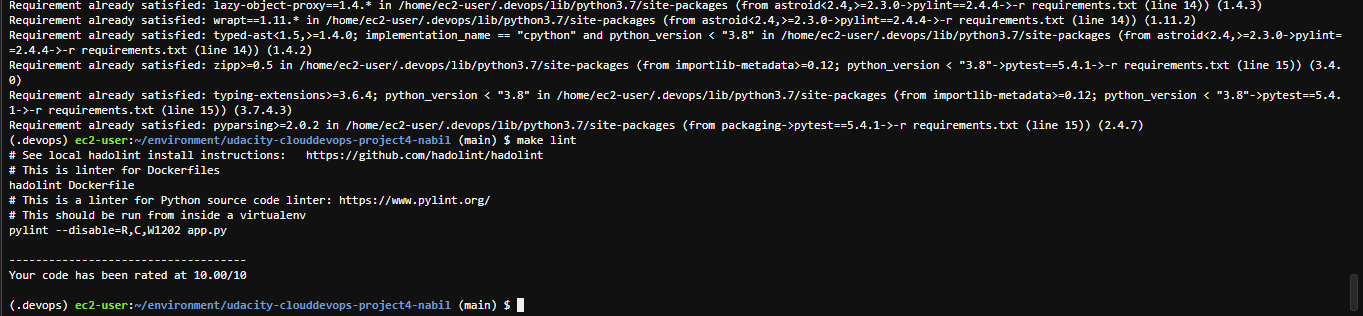 Requirement already satisfied: lazy-object-proxy==1.4.* in /home/ec2-user/.devops/lib/python3.7/site-packages (from astroid<2.4,>=2.3.0->pylint==2.4.4->-r requirements.txt (line 14)) (1.4.3)
Requirement already satisfied: wrapt==1.11.* in /home/ec2-user/.devops/lib/python3.7/site-packages (from astroid<2.4,>=2.3.0->pylint==2.4.4->-r requirements.txt (line 14)) (1.11.2)
Requirement already satisfied: typed-ast<1.5,>=1.4.0; implementation_name == "cpython" and python_version < "3.8" in /home/ec2-user/.devops/lib/python3.7/site-packages (from astroid<2.4,>=2.3.0->pylint=
=2.4.4->-r requirements.txt (line 14)) (1.4.2)
Requirement already satisfied: zipp>=0.5 in /home/ec2-user/.devops/lib/python3.7/site-packages (from importlib-metadata>=0.12; python_version < "3.8"->pytest==5.4.1->-r requirements.txt (line 15)) (3.4.
0)
Requirement already satisfied: typing-extensions>=3.6.4; python_version < "3.8" in /home/ec2-user/.devops/lib/python3.7/site-packages (from importlib-metadata>=0.12; python_version < "3.8"->pytest==5.4.
1->-r requirements.txt (line 15)) (3.7.4.3)
Requirement already satisfied: pyparsing>=2.0.2 in /home/ec2-user/.devops/lib/python3.7/site-packages (from packaging->pytest==5.4.1->-r requirements.txt (line 15)) (2.4.7)
(.devops) ec2-user:~/environment/udacity-clouddevops-project4-nabil (main) $ make lint
# See local hadolint install instructions:   https://github.com/hadolint/hadolint
# This is linter for Dockerfiles
hadolint Dockerfile
# This is a linter for Python source code linter: https://www.pylint.org/
# This should be run from inside a virtualenv
pylint --disable=R,C,W1202 app.py
------------------------------------
Your code has been rated at 10.00/10
(.devops) ec2-user:~/environment/udacity-clouddevops-project4-nabil (main) $